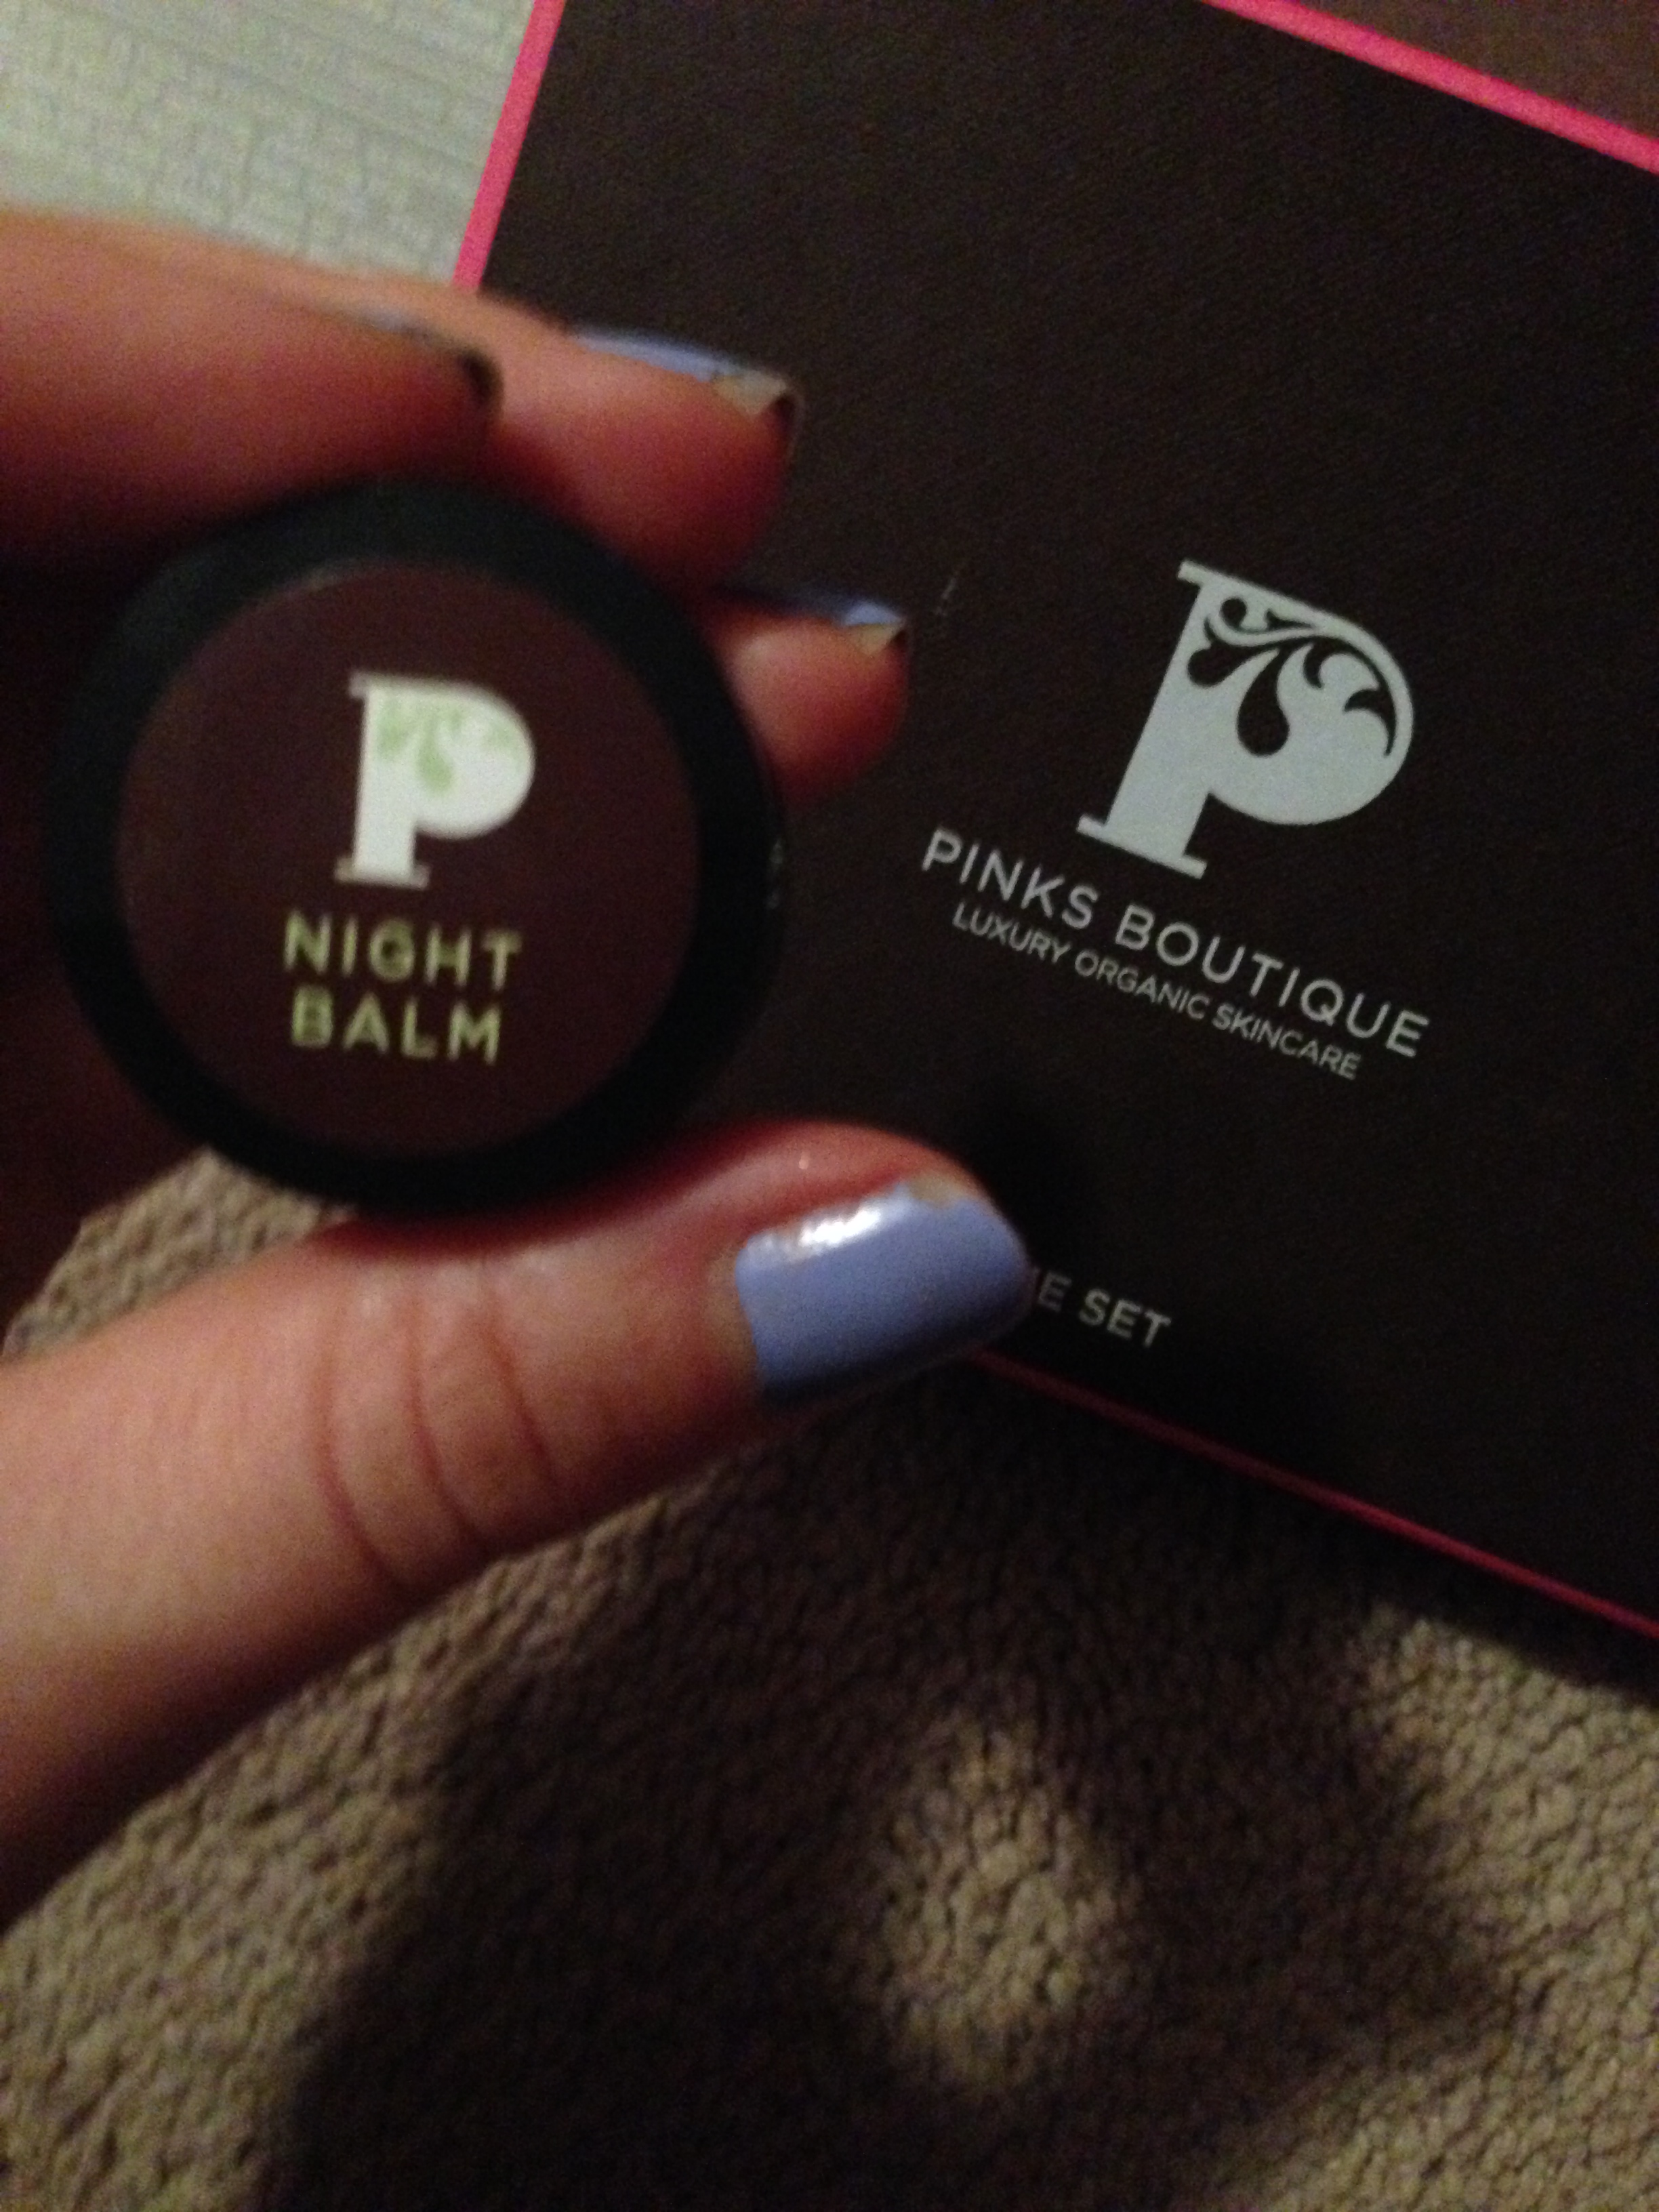 P
NIGHT
BALM
P
PINKS BOUTIQUE
LUXURY ORGANIC SKINCARE
SET